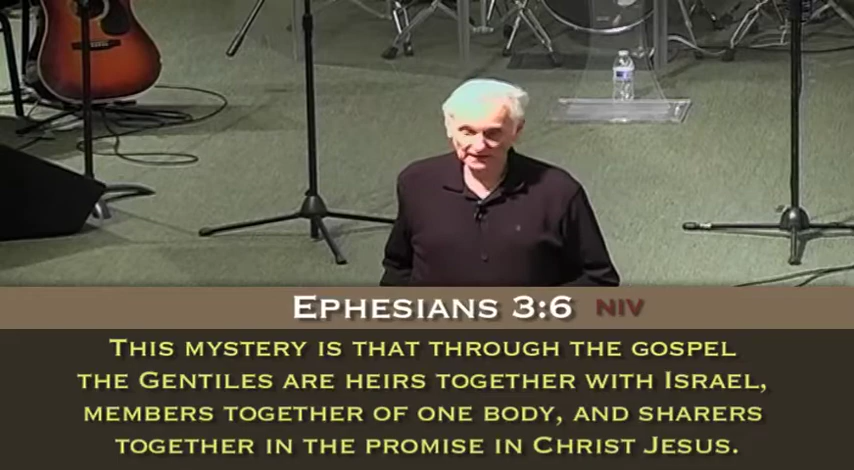 Ephesians 3:6 NIV
This mystery is that through the gospel
the Gentiles are heirs together with Israel,
members together of one body, and sharers
together in the promise in Christ Jesus.